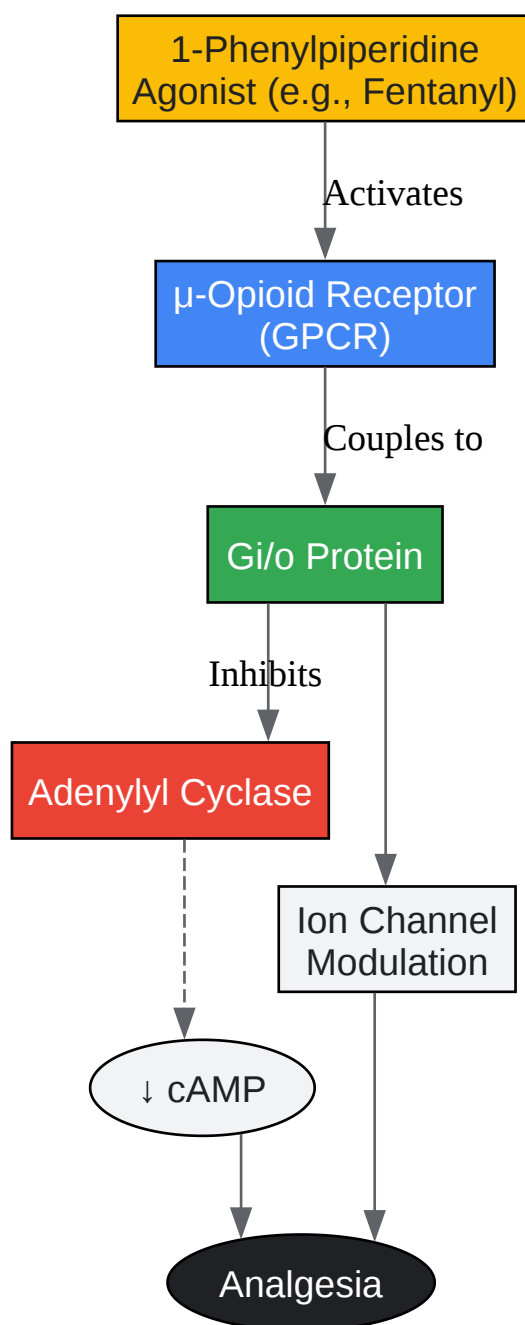 1-Phenylpiperidine
Agonist (e.g., Fentanyl)
Activates
μ-Opioid Receptor
(GPCR)
Couples to
Gi/o Protein
Inhibits
Adenylyl Cyclase
Ion Channel
Modulation
↓ cAMP
Analgesia